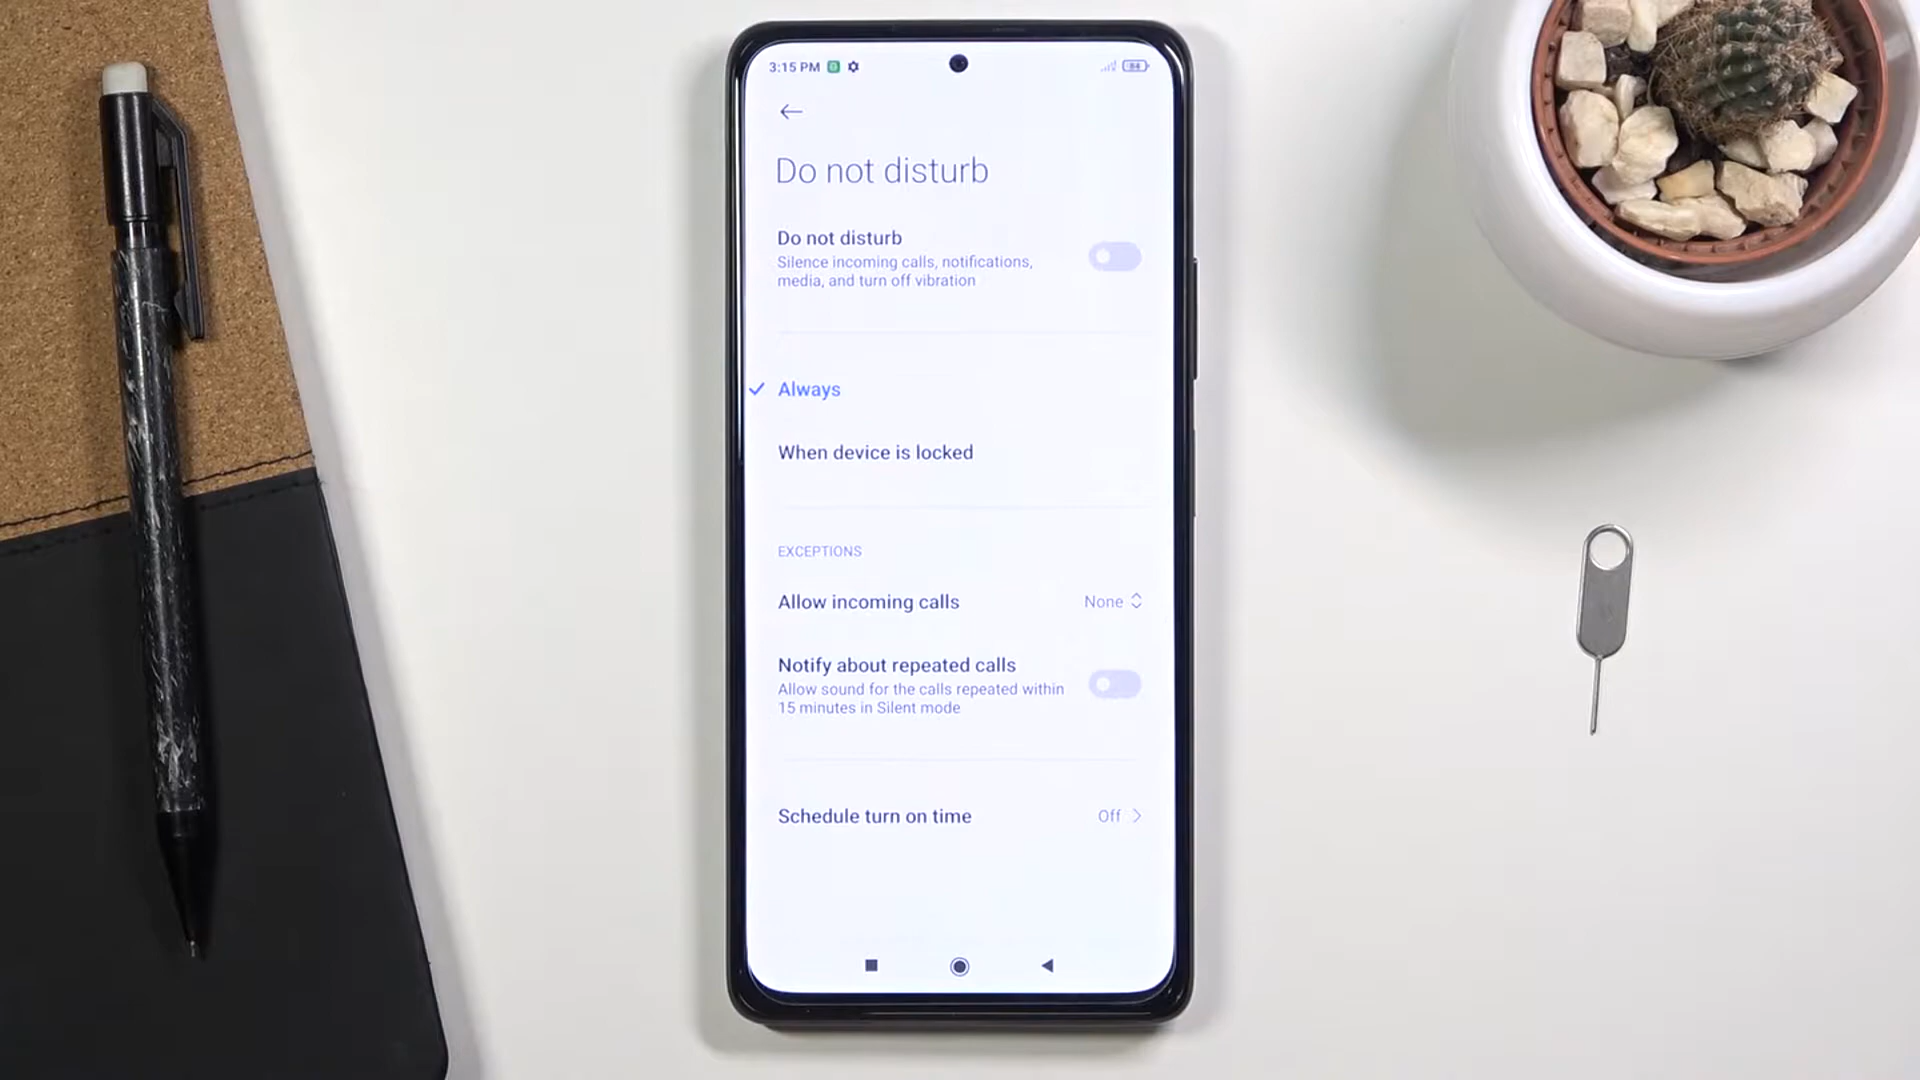 3:15 PM
84
Do not disturb
Do not disturb
Silence incoming calls, notifications,
media, and turn off vibration
Always
When device is locked
EXCEPTIONS
Allow incoming calls
None
Notify about repeated calls
Allow sound for the calls repeated within
15 minutes in Silent mode
Schedule turn on time
Off